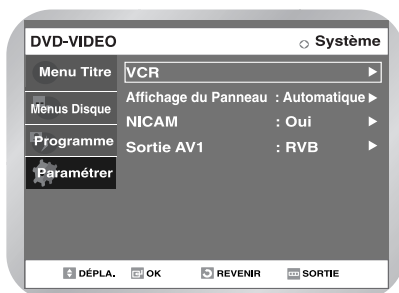 DVD-VIDEO Système
Menu Titre VCR
Menus Disque Affichage du Panneau : Automatique
Programme NICAM : Oui
Paramétrer Sortie AV1 : RVB
DÉPLA. OK REVENIR SORTIE